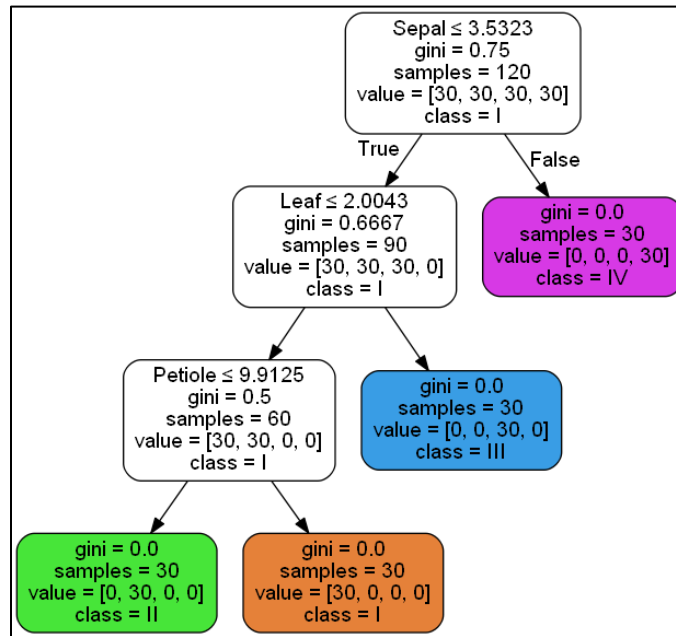 Sepal ≤ 3.5323
gini = 0.75
samples = 120
value = [30, 30, 30, 30]
class = I
True
False
Leaf ≤ 2.0043
gini = 0.6667
samples = 90
value = [30, 30, 30, 0]
class = I
gini = 0.0
samples = 30
value = [0, 0, 0, 30]
class = IV
Petiole ≤ 9.9125
gini = 0.5
samples = 60
value = [30, 30, 0, 0]
class = I
gini = 0.0
samples = 30
value = [0, 0, 30, 0]
class = III
gini = 0.0
samples = 30
value = [0, 30, 0, 0]
class = II
gini = 0.0
samples = 30
value = [30, 0, 0, 0]
class = I